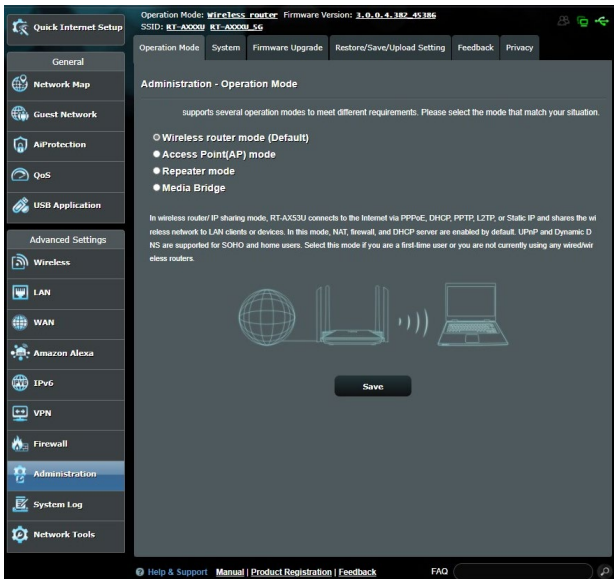 Quick Internet Setup
Operation Mode: Wireless router Firmware Version: 3.0.0.4.382_45386
SSID: RT-AXXXU RT-AXXXU_5G
Operation Mode System Firmware Upgrade Restore/Save/Upload Setting Feedback Privacy
General
Network Map
Guest Network
AiProtection
QoS
USB Application
Advanced Settings
Wireless
LAN
WAN
Amazon Alexa
IPv6
VPN
Firewall
Administration
System Log
Network Tools
Administration - Operation Mode
supports several operation modes to meet different requirements. Please select the mode that match your situation.
Wireless router mode (Default)
Access Point(AP) mode
Repeater mode
Media Bridge
In wireless router/ IP sharing mode, RT-AX53U connects to the Internet via PPPoE, DHCP, PPTP, L2TP, or Static IP and shares the wi
reless network to LAN clients or devices. In this mode, NAT, firewall, and DHCP server are enabled by default. UPnP and Dynamic D
NS are supported for SOHO and home users. Select this mode if you are a first-time user or you are not currently using any wired/wir
eless routers.
Save
Help & Support Manual | Product Registration | Feedback FAQ